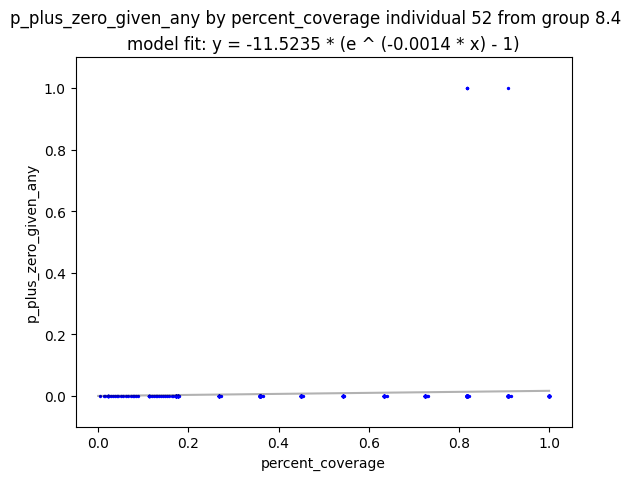 p_plus_zero_given_any by percent_coverage individual 52 from group 8.4
model fit: y = -11.5235 * (e ^ (-0.0014 * x) - 1)
1.0
0.8
0.6
0.4
0.2
0.0
p_plus_zero_given_any
0.0 0.2 0.4 0.6 0.8 1.0
percent_coverage